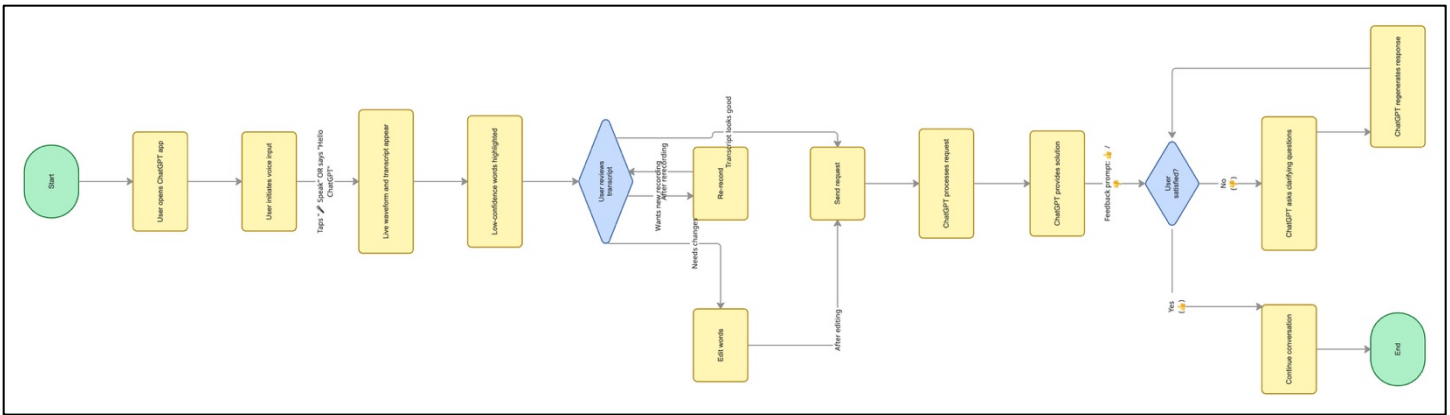 Start
User opens ChatGPT app
User initiates voice input
Taps "🎤 Speak" OR says "Hello
ChatGPT"
Live waveform and transcript appear
Low-confidence words highlighted
User reviews
transcript
Transcript looks good
Wants new recording
After rerecording
Re-record
Needs changes
Edit words
After editing
Send request
ChatGPT processes request
ChatGPT provides solution
Feedback prompt: 👍 /
👎
User
satisfied?
No
(👎)
ChatGPT asks clarifying questions
ChatGPT regenerates response
Yes
(👍)
Continue conversation
End